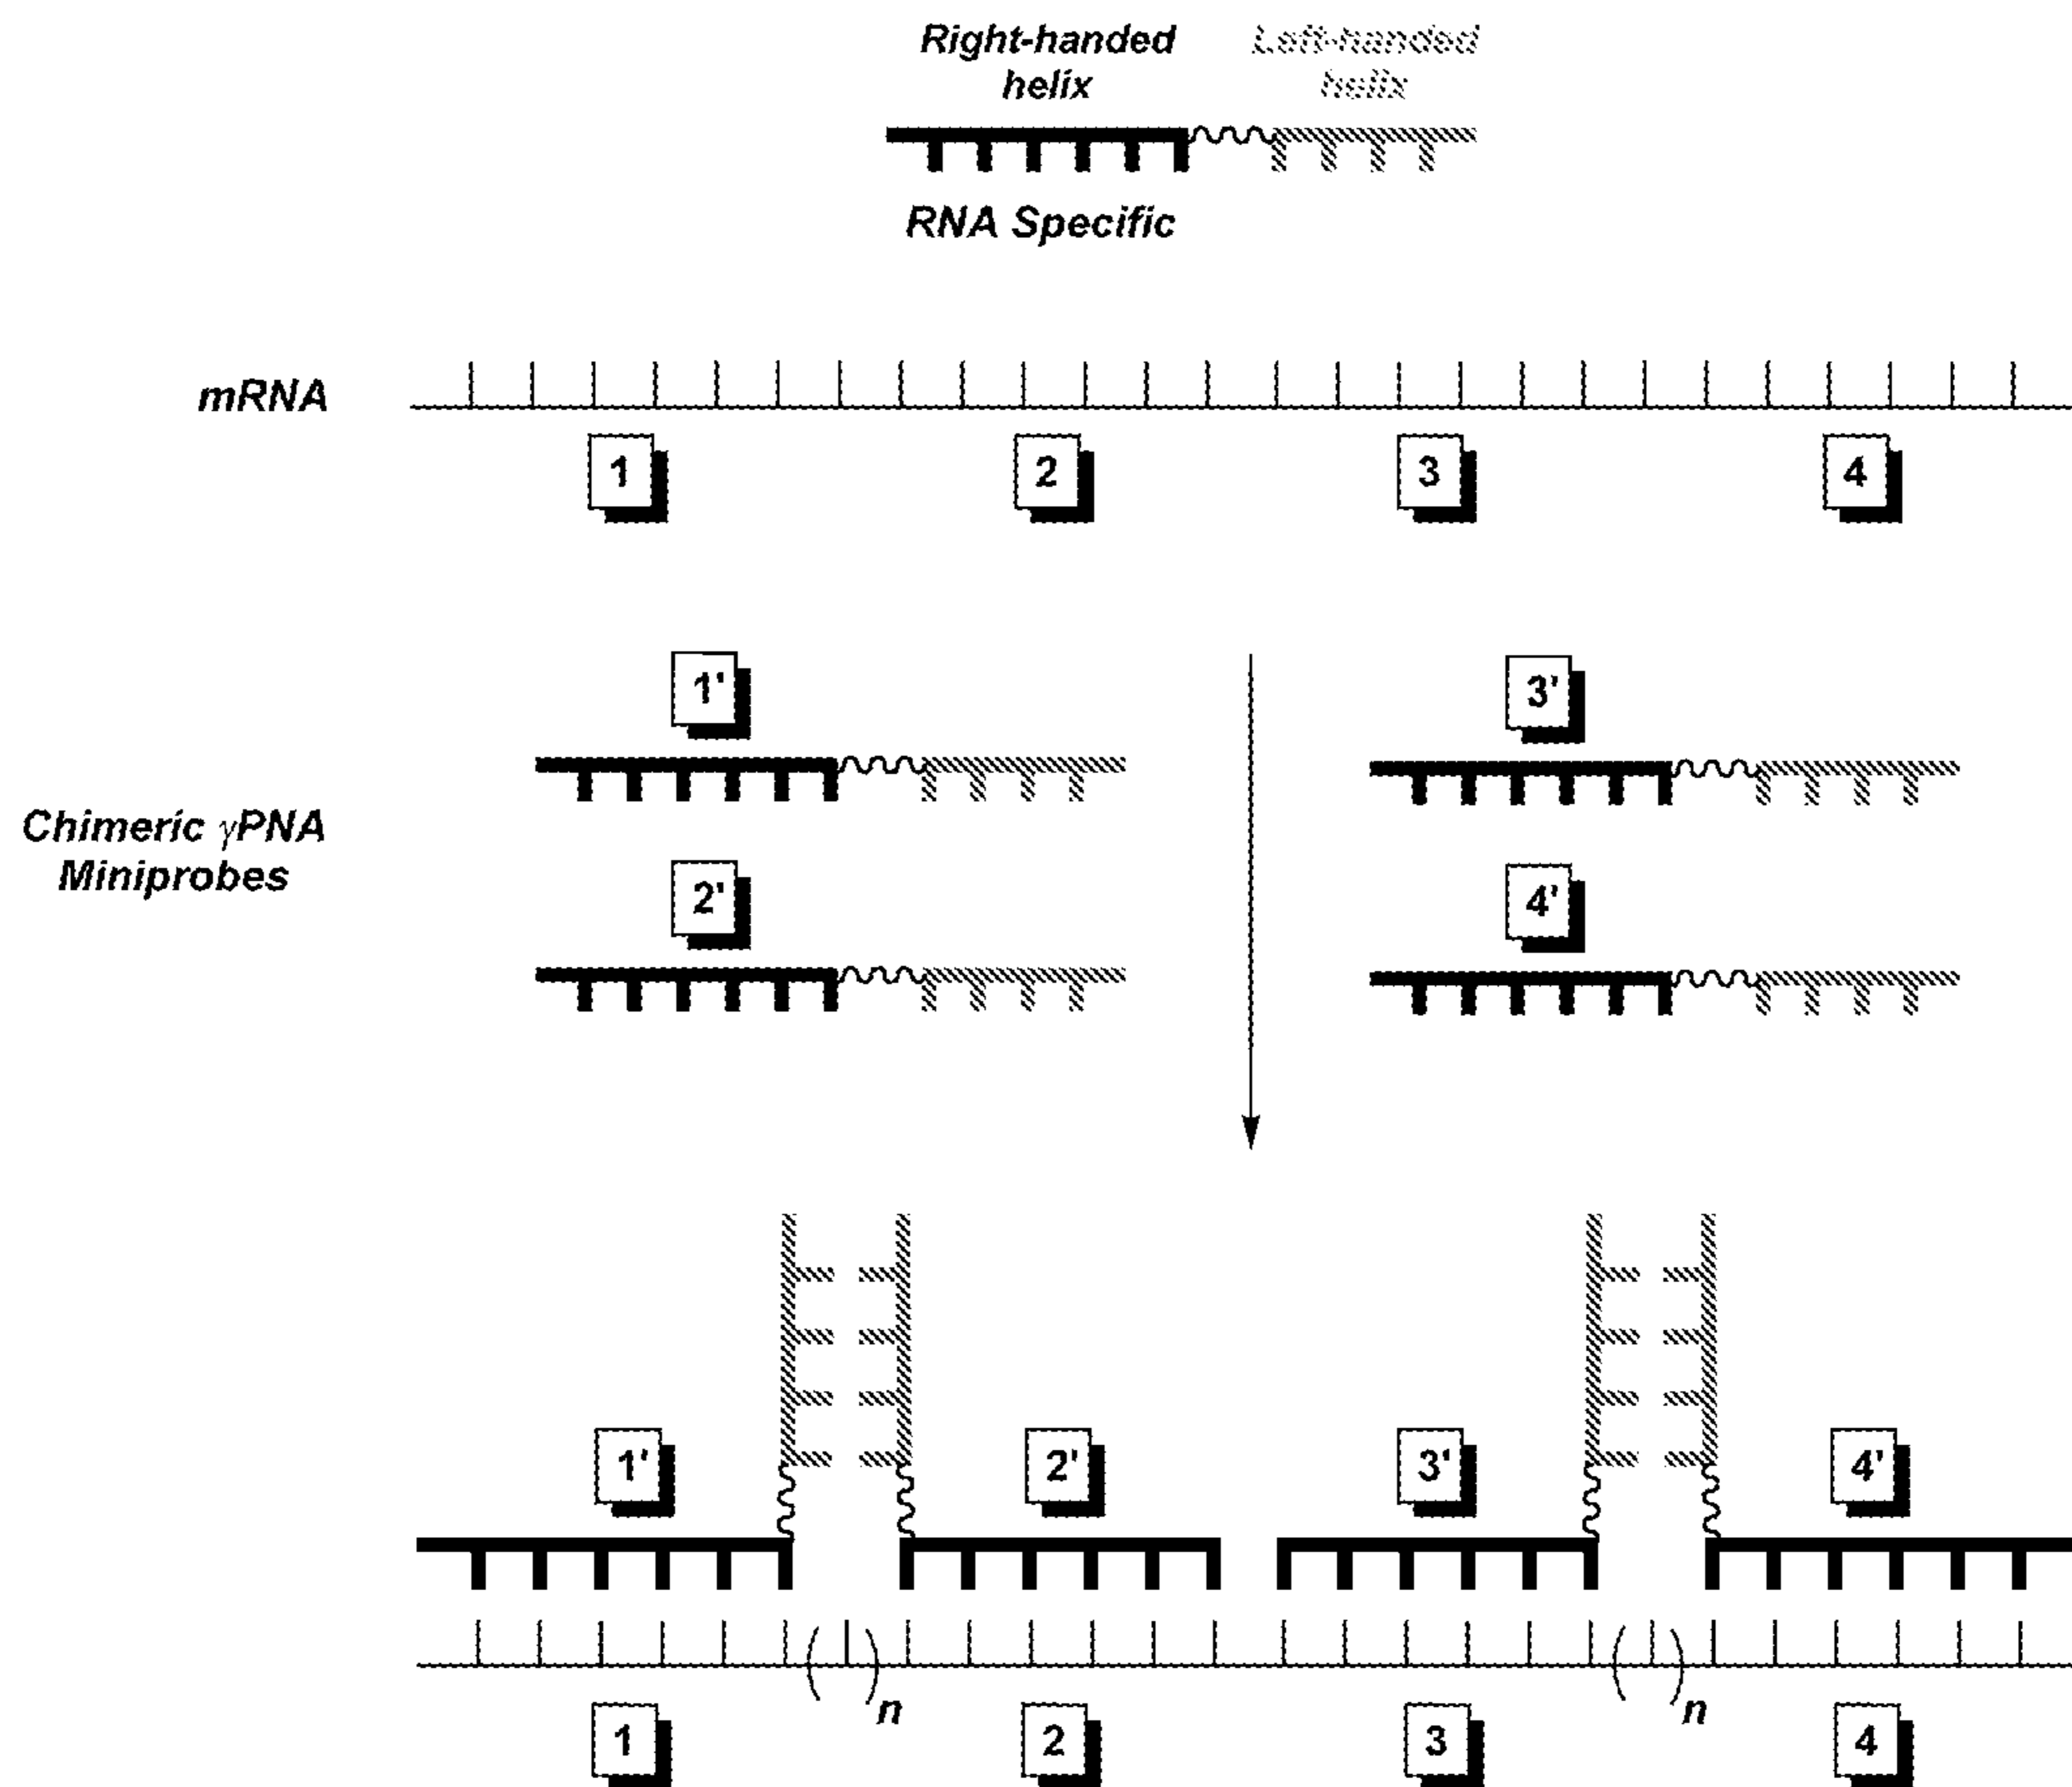 Right-handed
helix
Left-handed
helix
RNA Specific
mRNA
1 2 3 4
1' 3'
Chimeric γPNA
Miniprobes
2' 4'
1' 2' 3' 4'
n n
1 2 3 4